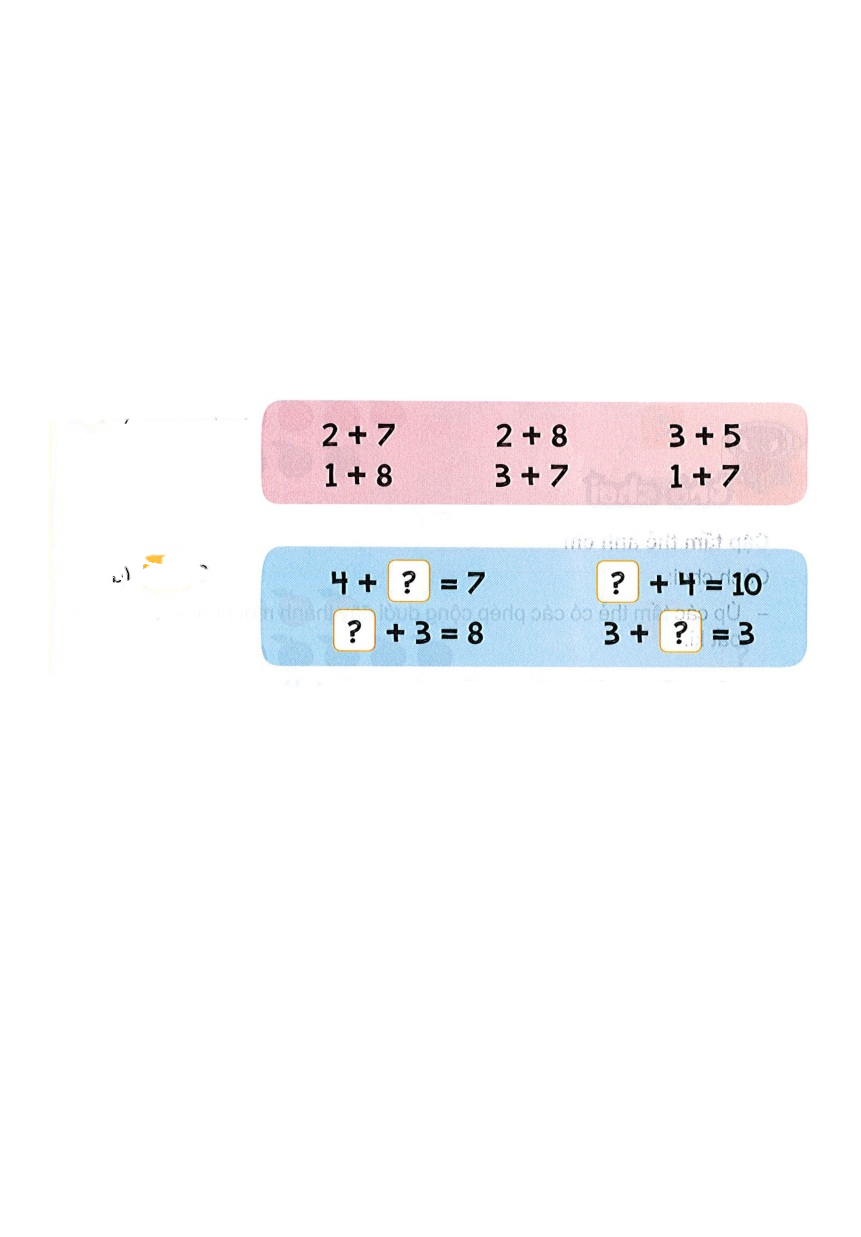 2 + 7 2 + 8 3 + 5
1 + 8 3 + 7 1 + 7
4 + ? = 7 ? + 4 = 10
? + 3 = 8 3 + ? = 3